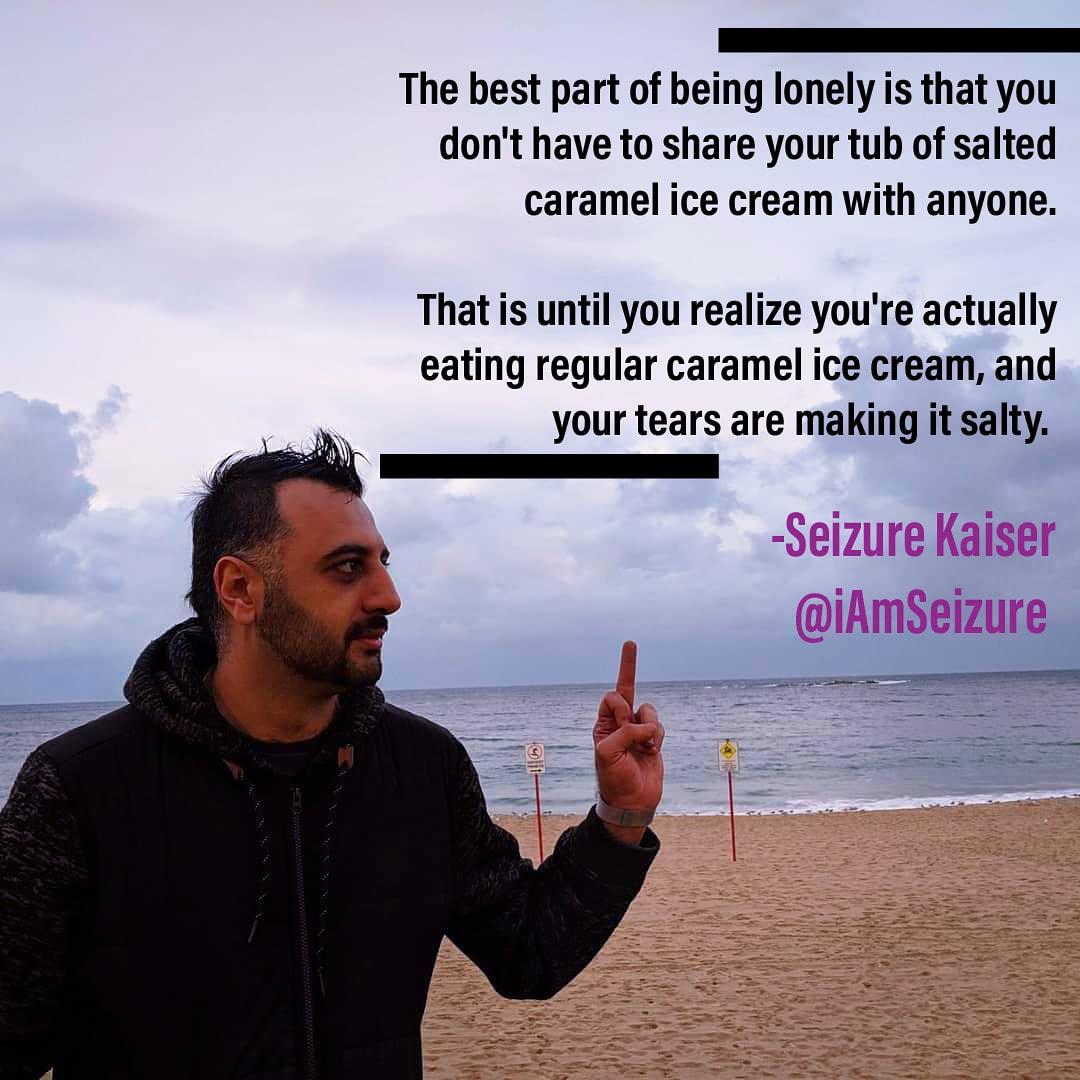 The best part of being lonely is that you
don't have to share your tub of salted
caramel ice cream with anyone.
That is until you realize you're actually
eating regular caramel ice cream, and
your tears are making it salty.
-Seizure Kaiser
@iAmSeizure